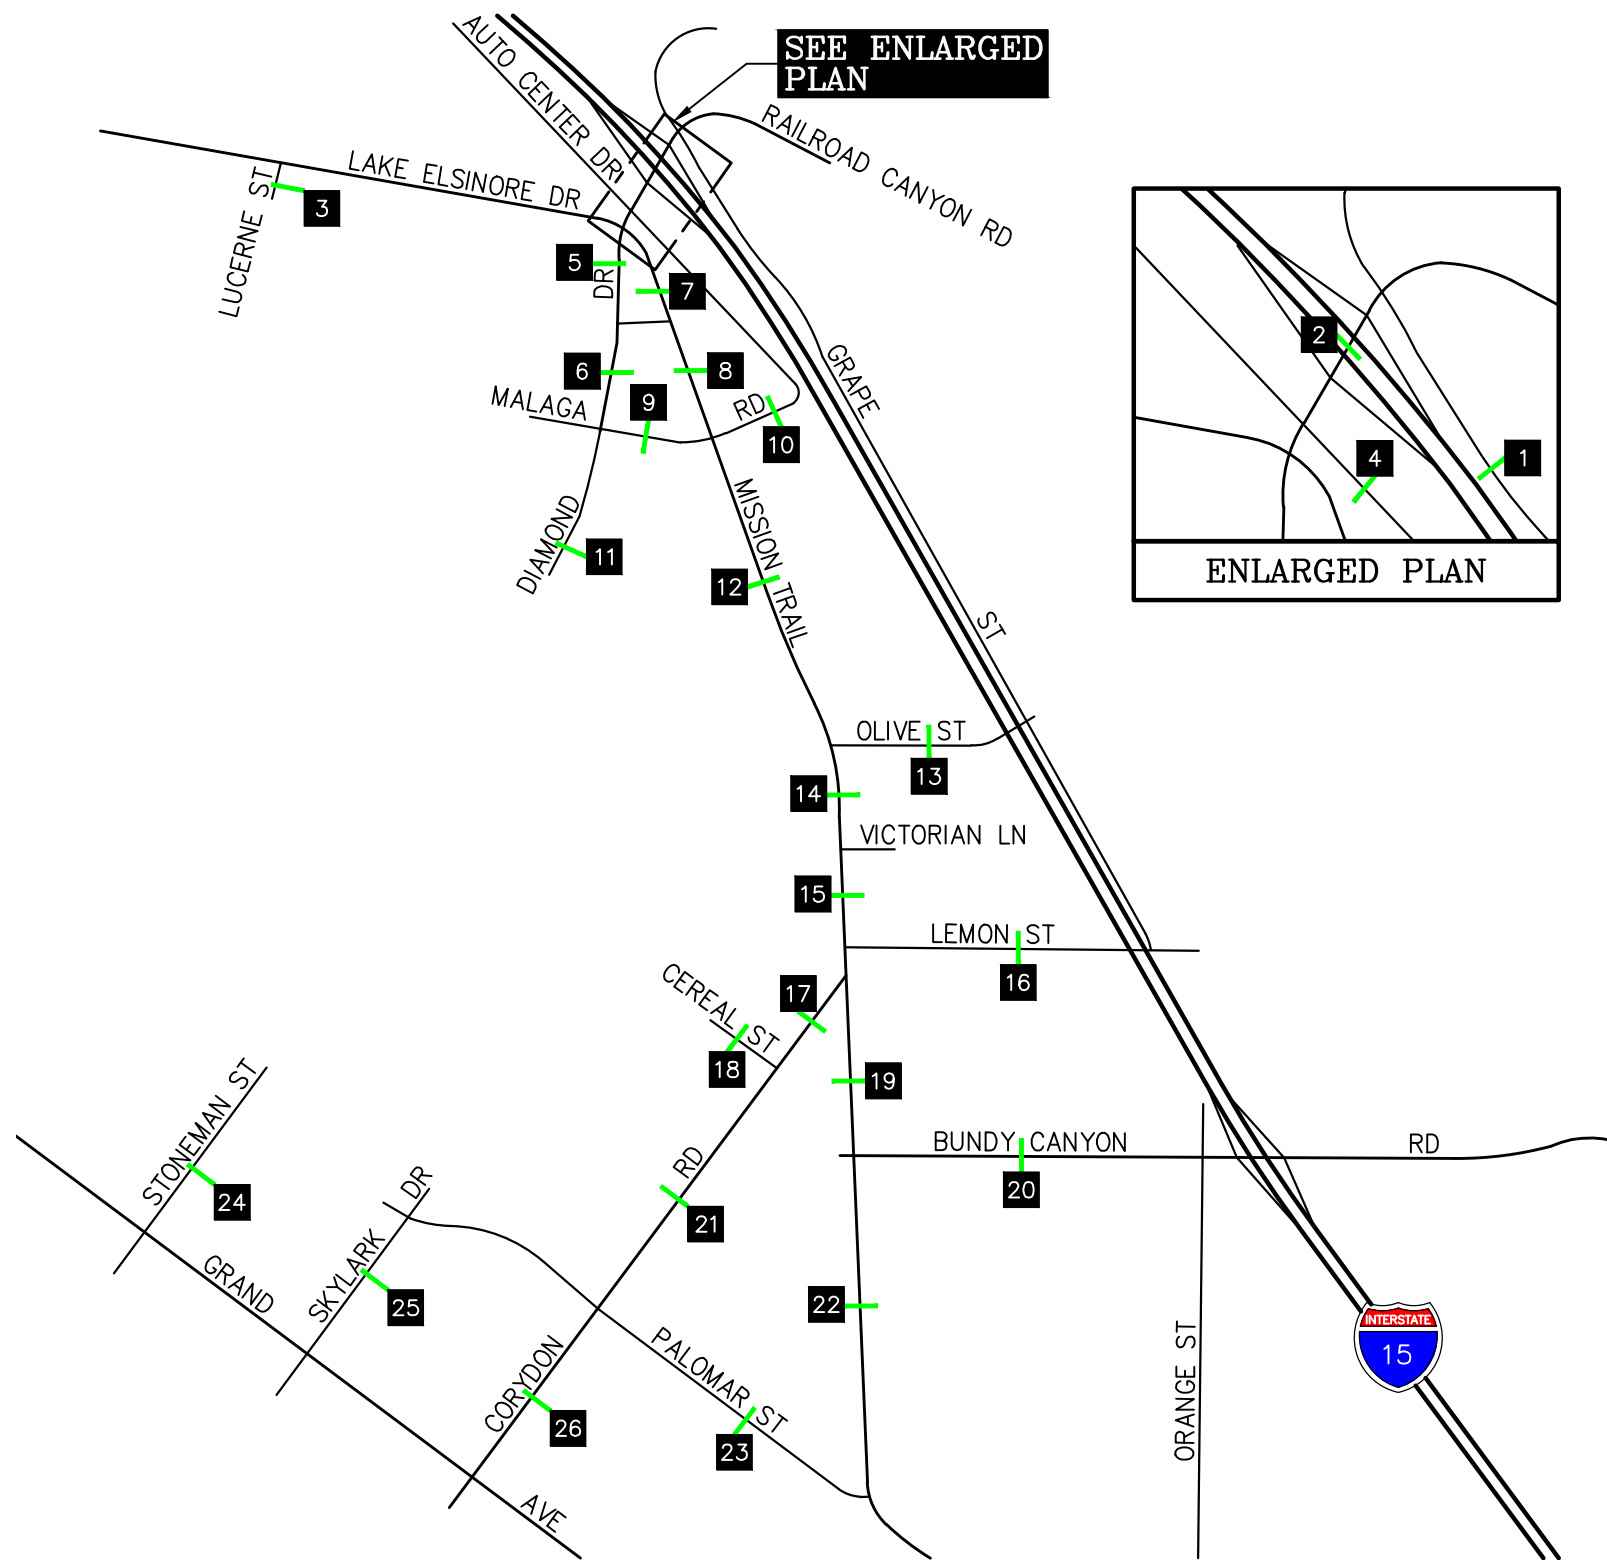 AUTO CENTER DR
SEE ENLARGED
PLAN
RAILROAD CANYON RD
LAKE ELSINORE DR
LUCERNE ST
3
5
DR
7
2
6
8
MALAGA
9
RD
10
GRAPE
4
1
MISSION TRAIL
DIAMOND
11
12
ENLARGED PLAN
ST
OLIVE ST
13
14
VICTORIAN LN
15
LEMON ST
16
CEREAL ST
17
18
19
STONEMAN ST
24
BUNDY CANYON
RD
20
RD
21
SKYLARK DR
25
GRAND
22
INTERSTATE
15
PALOMAR ST
23
CORYDON
26
ORANGE ST
AVE